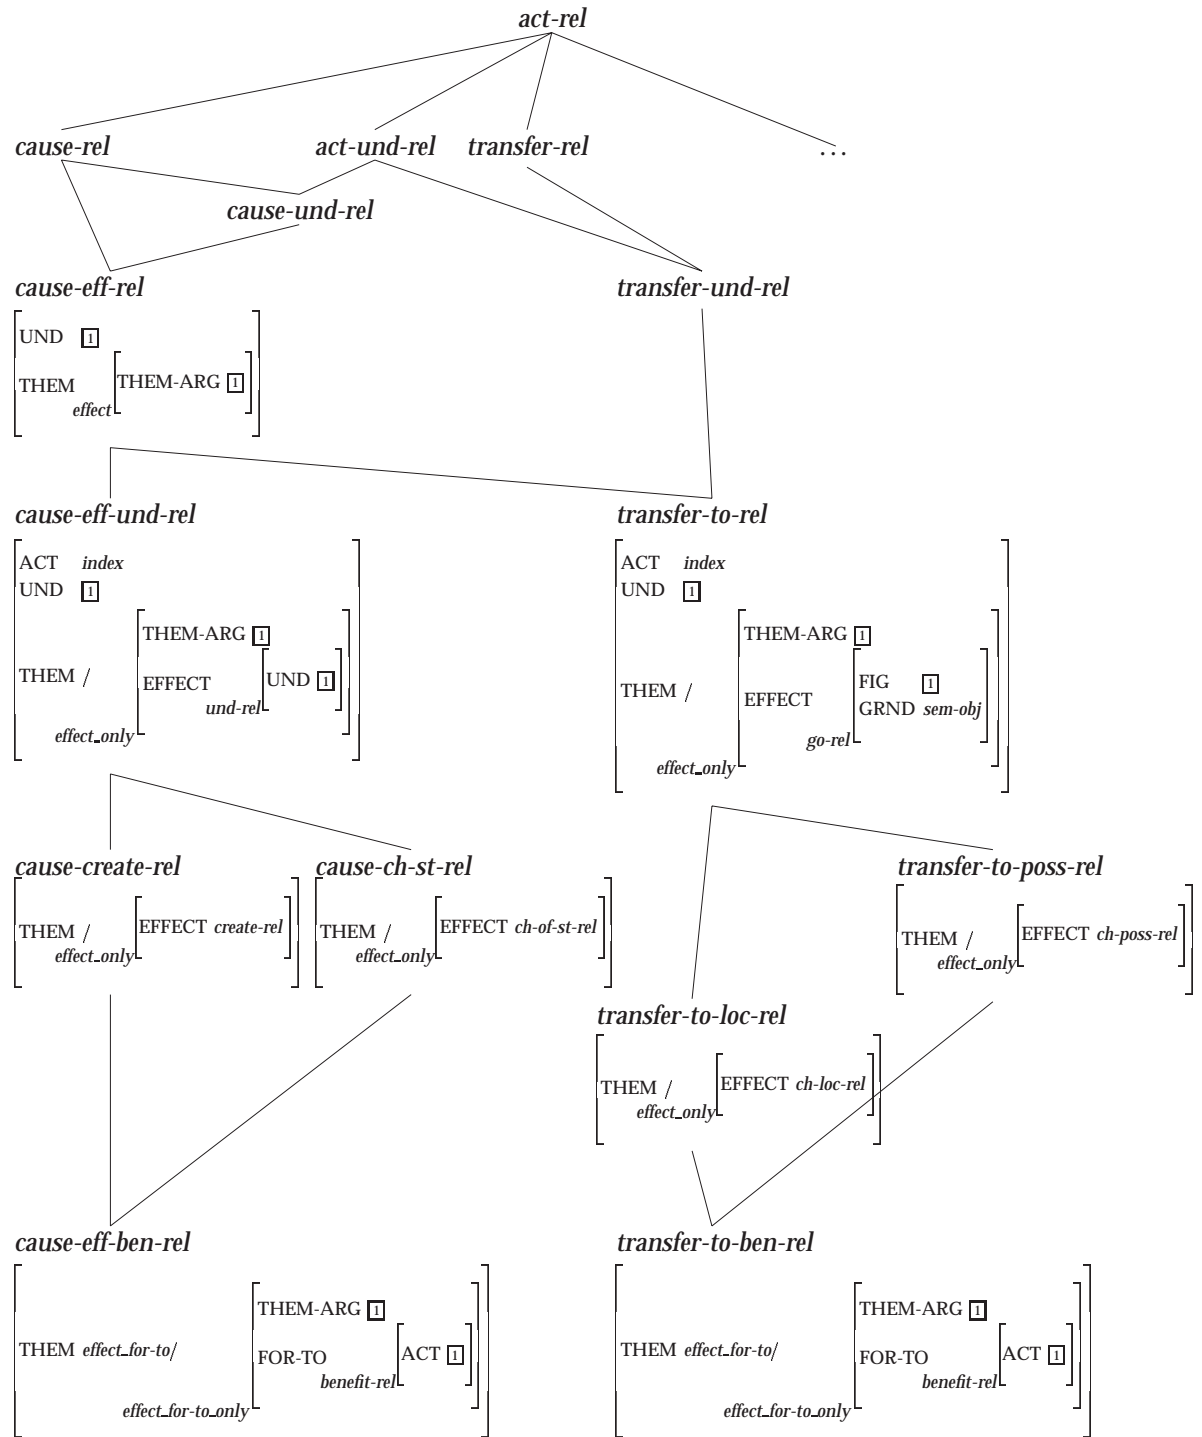 act-rel
cause-rel act-und-rel transfer-rel ...
cause-und-rel
cause-eff-rel transfer-und-rel
UND 1
THEM effect THEM-ARG 1
cause-eff-und-rel transfer-to-rel
ACT index ACT index
UND 1 UND 1
THEM-ARG 1 THEM-ARG 1
THEM / EFFECT und-rel UND 1 THEM / EFFECT go-rel FIG 1
GRND sem-obj
effect_only effect_only
cause-create-rel cause-ch-st-rel transfer-to-poss-rel
THEM / effect_only EFFECT create-rel THEM / effect_only EFFECT ch-of-st-rel THEM / effect_only EFFECT ch-poss-rel
transfer-to-loc-rel
THEM / effect_only EFFECT ch-loc-rel
cause-eff-ben-rel transfer-to-ben-rel
THEM-ARG 1 THEM-ARG 1
THEM effect_for-to/ FOR-TO benefit-rel ACT 1 THEM effect_for-to/ FOR-TO benefit-rel ACT 1
effect_for-to_only effect_for-to_only